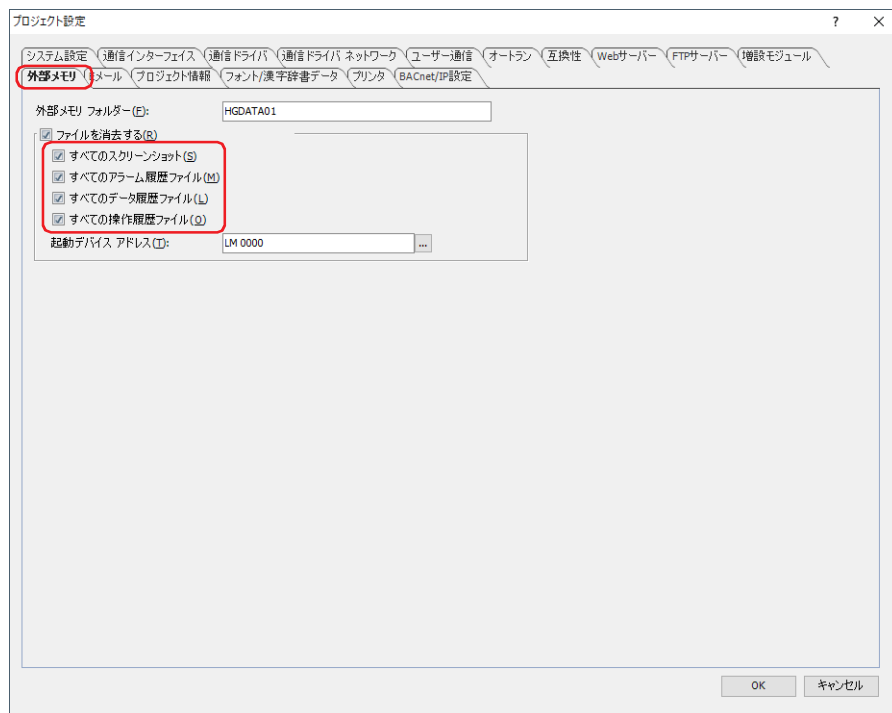 プロジェクト設定 ? ×
システム設定 通信インターフェイス 通信ドライバ 通信ドライバ ネットワーク ユーザー通信 オートラン 互換性 Webサーバー FTPサーバー 増設モジュール
外部メモリ Eメール プロジェクト情報 フォント/漢字辞書データ プリンタ BACnet/IP設定
外部メモリ フォルダー(F): HGDATA01
ファイルを消去する(R)
すべてのスクリーンショット(S)
すべてのアラーム履歴ファイル(M)
すべてのデータ履歴ファイル(L)
すべての操作履歴ファイル(O)
起動デバイス アドレス(T): LM 0000 ...
OK キャンセル